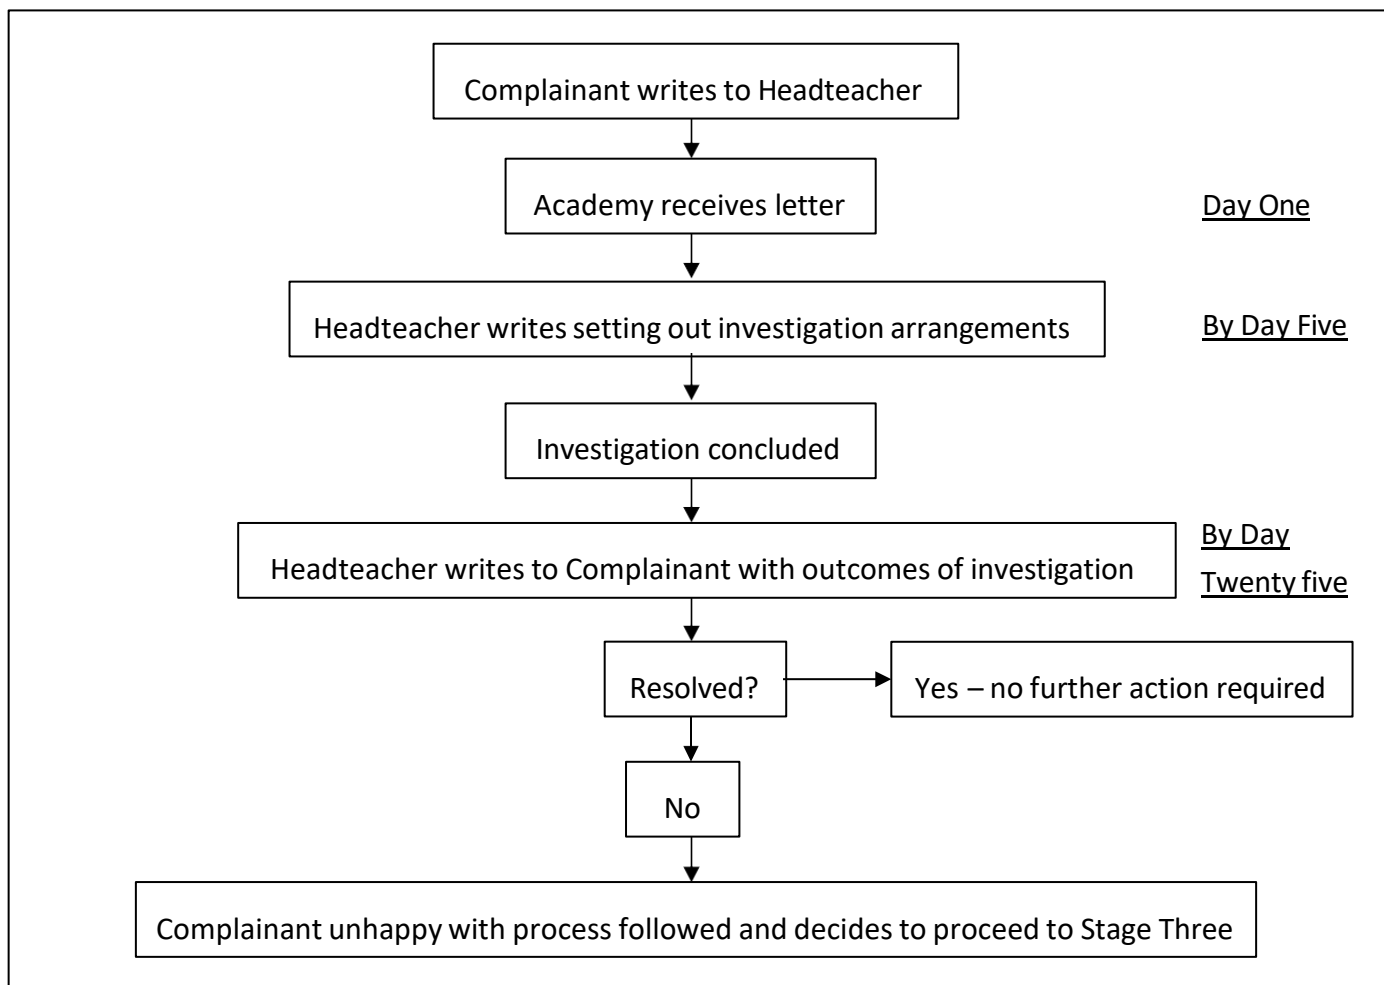 Complainant writes to Headteacher
Academy receives letter
Day One
Headteacher writes setting out investigation arrangements
By Day Five
Investigation concluded
Headteacher writes to Complainant with outcomes of investigation
By Day
Twenty five
Resolved?
Yes – no further action required
No
Complainant unhappy with process followed and decides to proceed to Stage Three